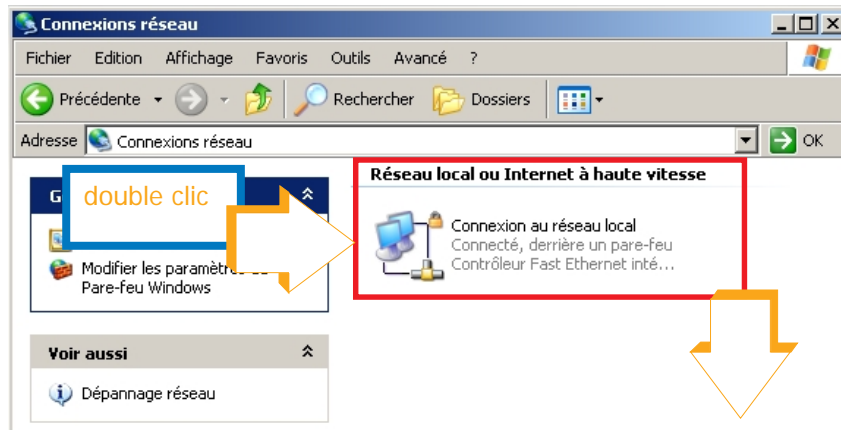 Connexions réseau
Fichier Edition Affichage Favoris Outils Avancé ?
Précédente Rechercher Dossiers
Adresse Connexions réseau OK
Réseau local ou Internet à haute vitesse
G
double clic
Connexion au réseau local
Connecté, derrière un pare-feu
Contrôleur Fast Ethernet inté...
Modifier les paramètres
Pare-feu Windows
Voir aussi
Dépannage réseau